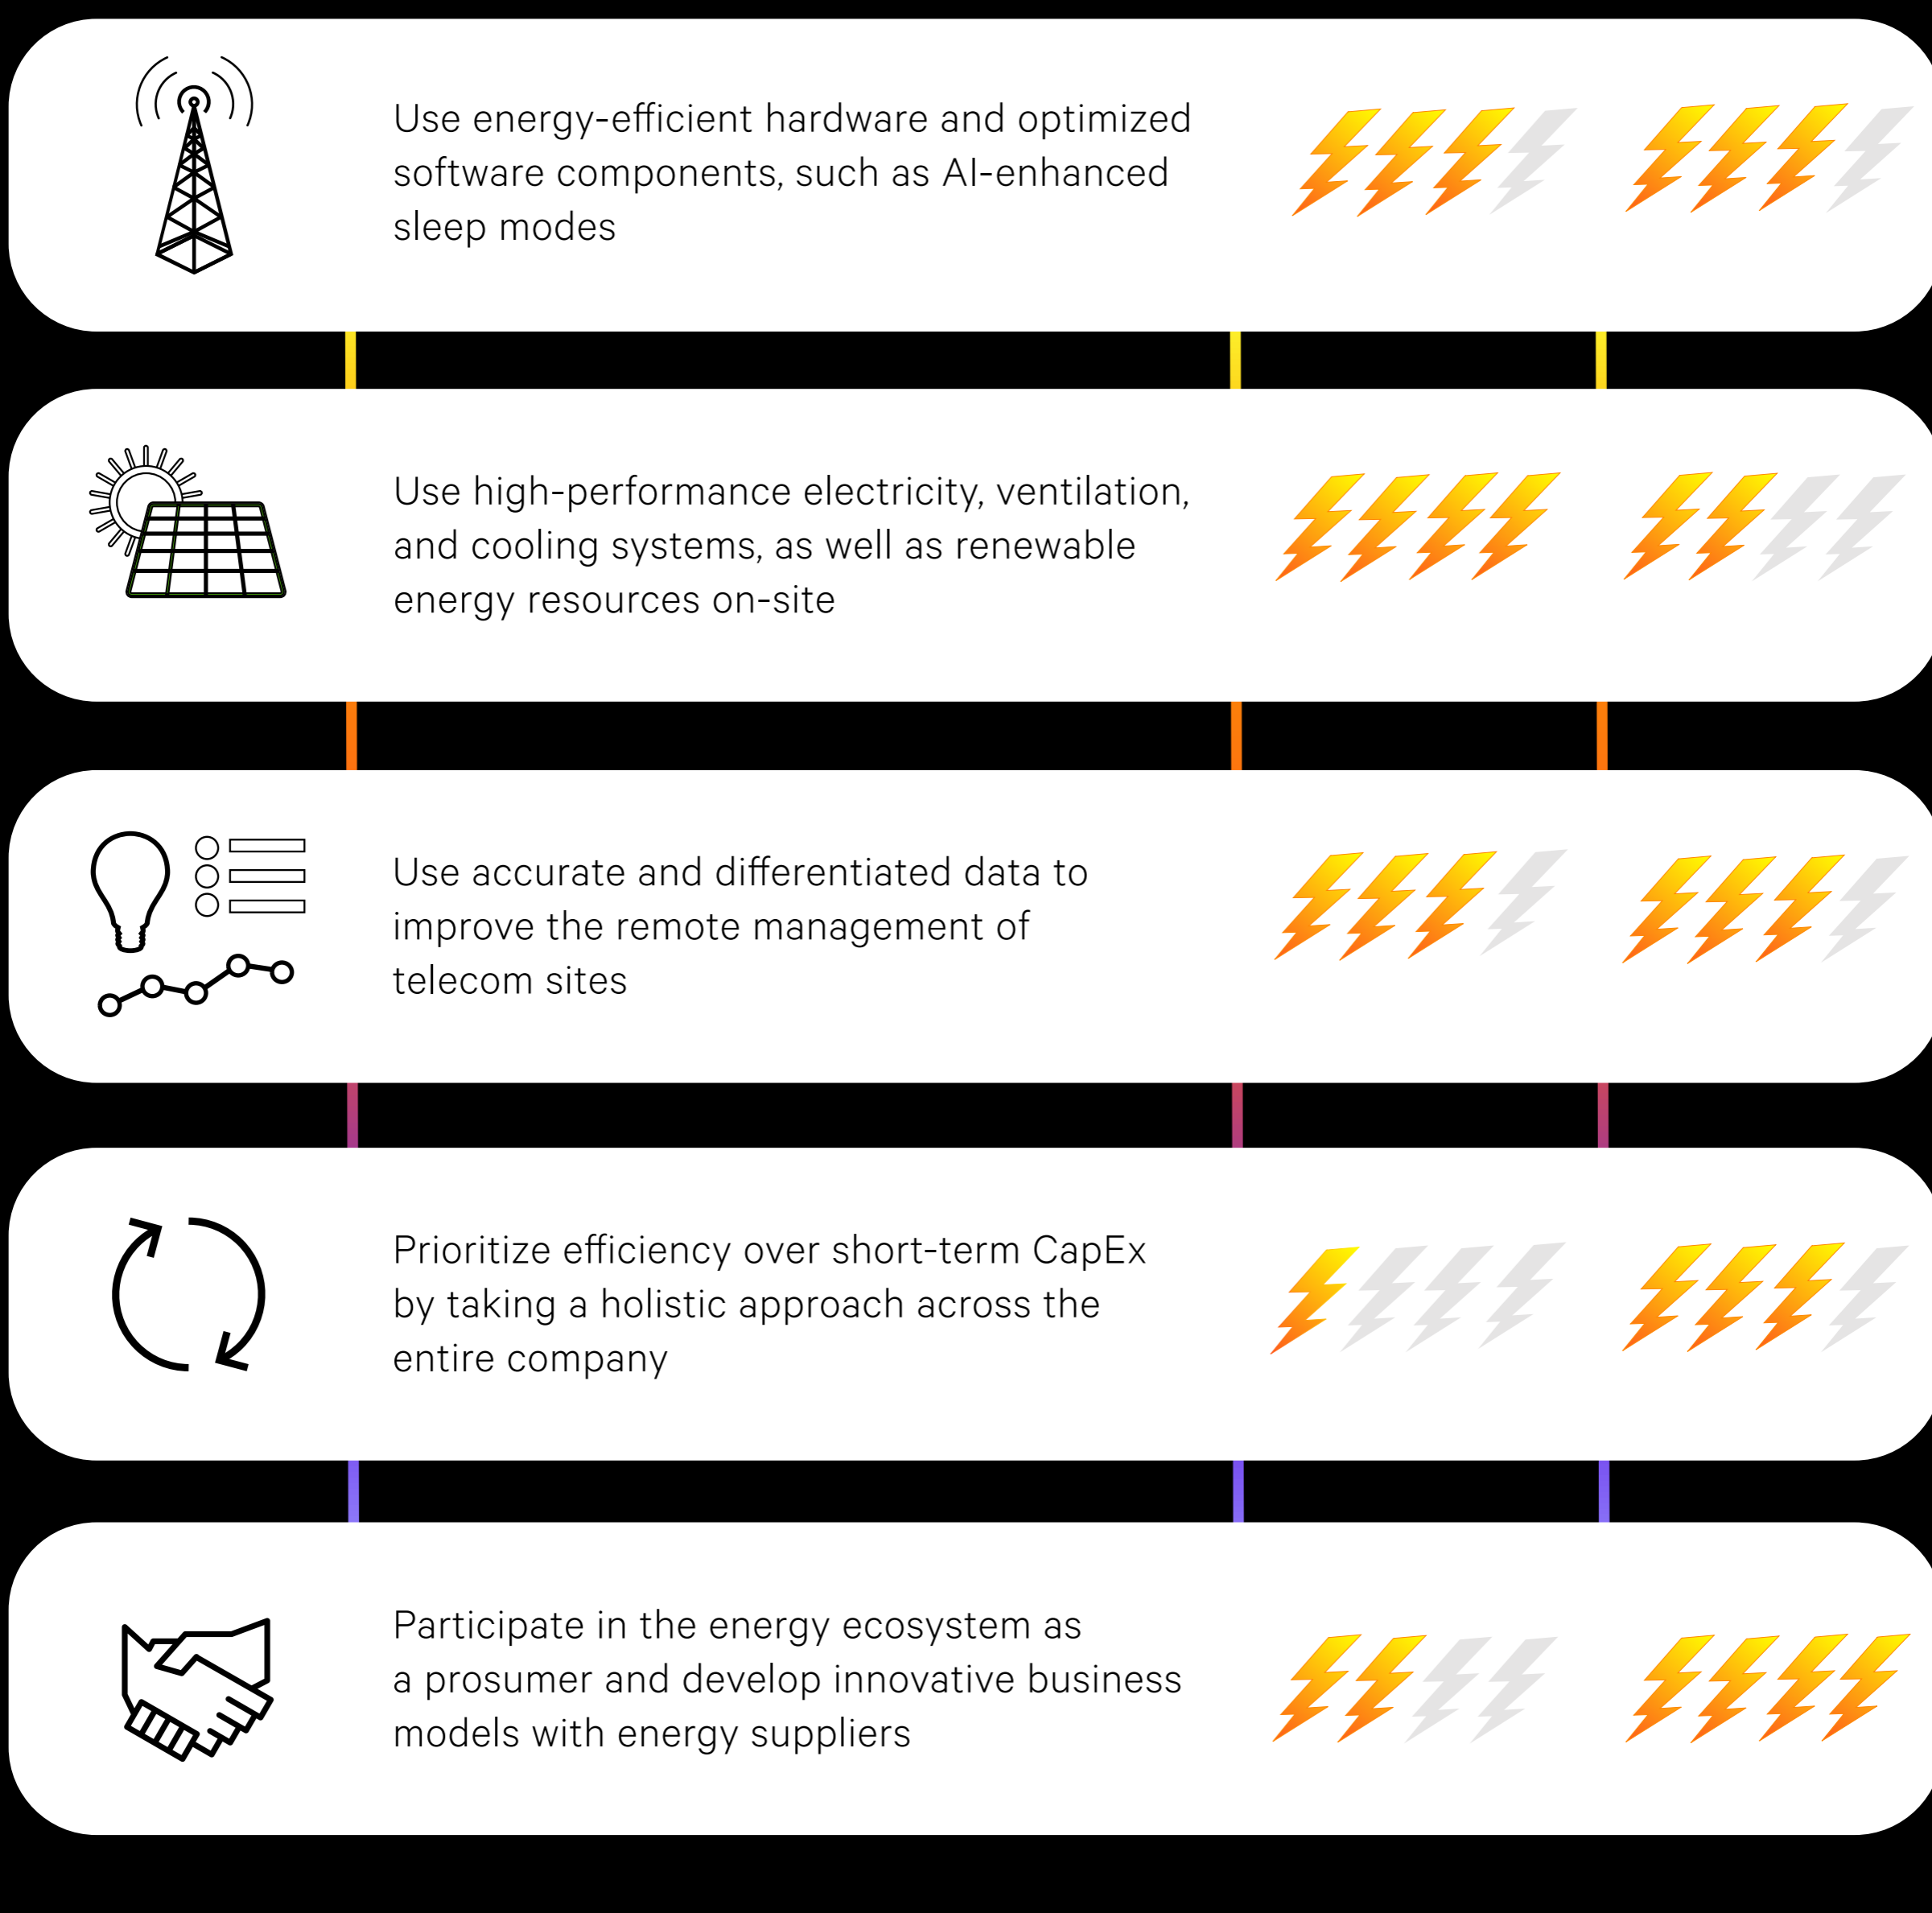 Use energy-efficient hardware and optimized
software components, such as AI-enhanced
sleep modes
Use high-performance electricity, ventilation,
and cooling systems, as well as renewable
energy resources on-site
Use accurate and differentiated data to
improve the remote management of
telecom sites
Prioritize efficiency over short-term CapEx
by taking a holistic approach across the
entire company
Participate in the energy ecosystem as
a prosumer and develop innovative business
models with energy suppliers